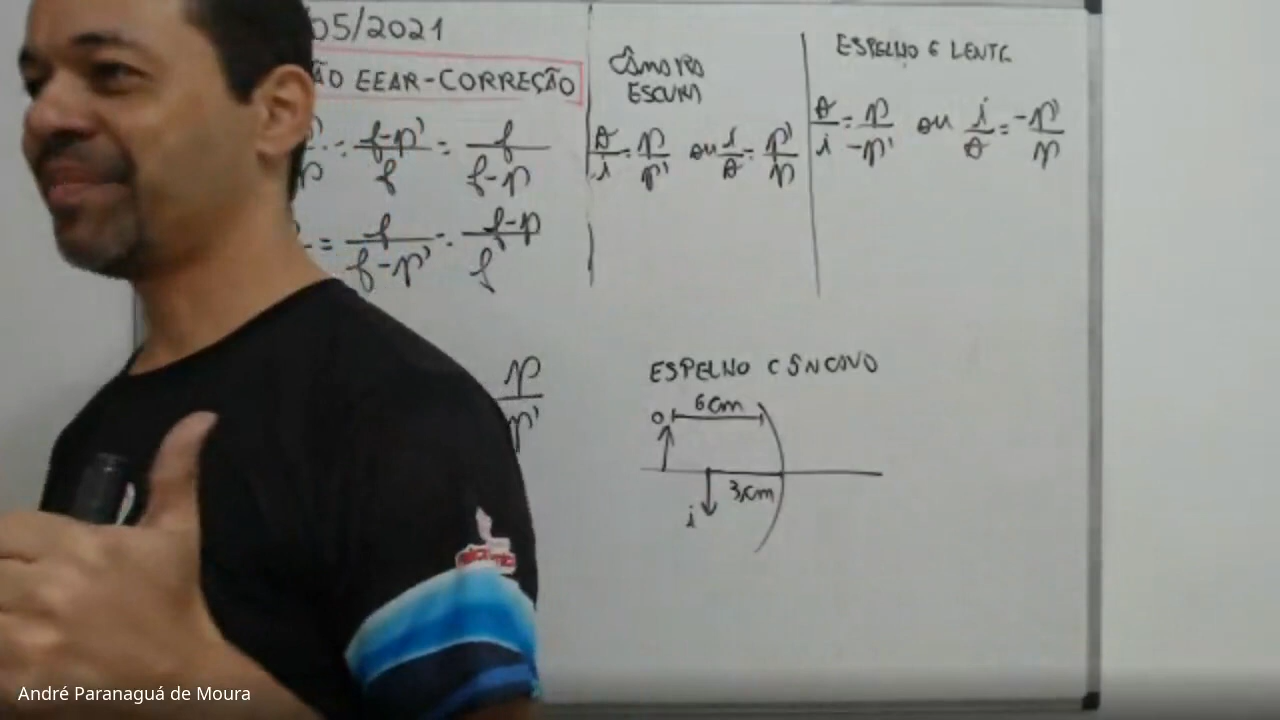 05/2021
ÃO EEAR-CORREÇÃO
p'/p = f-p'/f = f/f-p
= f/f-p' = f-p/f
p/p'
CÂMARA
ESCURA
o/i = p/p' ou i/o = p'/p
ESPELHO E LENTE
o/i = p/-p' ou i/o = -p'/p
ESPELHO CÔNCAVO
6cm
o
3cm
i
André Paranaguá de Moura